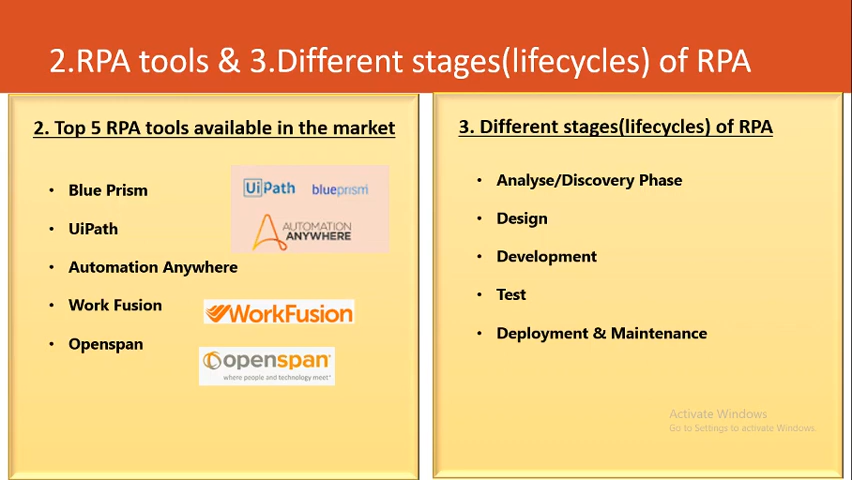 2.RPA tools & 3.Different stages(lifecycles) of RPA
2. Top 5 RPA tools available in the market
• Blue Prism
• UiPath
• Automation Anywhere
• Work Fusion
• Openspan
UiPath blueprism
AUTOMATION
ANYWHERE
WorkFusion
openspan
where people and technology meet
3. Different stages(lifecycles) of RPA
• Analyse/Discovery Phase
• Design
• Development
• Test
• Deployment & Maintenance
Activate Windows
Go to Settings to activate Windows.